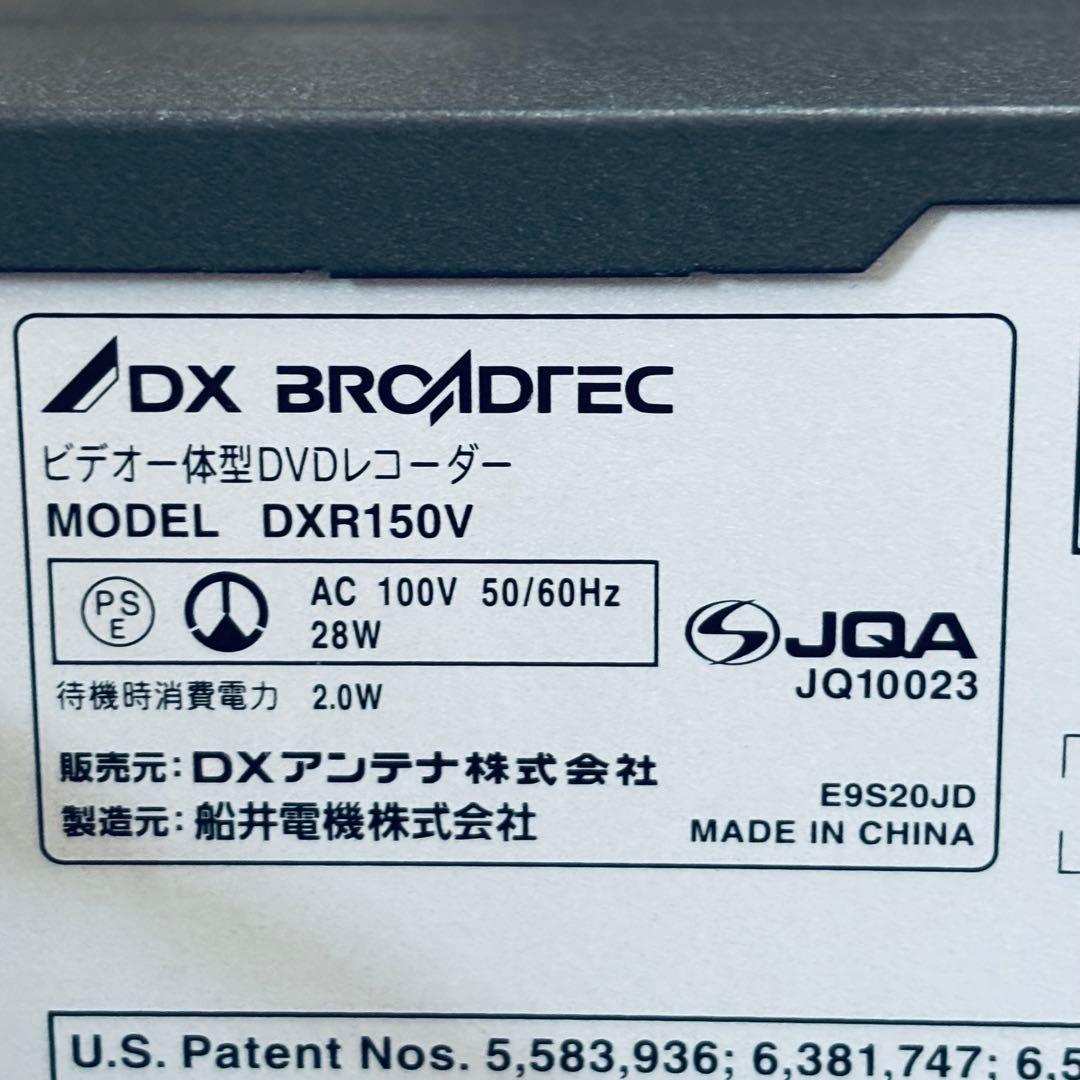 DX BROADTEC
ビデオ一体型DVDレコーダー
MODEL DXR150V
PSE AC 100V 50/60Hz
28W
JQA
JQ10023
待機時消費電力 2.0W
販売元:DXアンテナ株式会社
製造元:船井電機株式会社
E9S20JD
MADE IN CHINA
U.S. Patent Nos. 5,583,936; 6,381,747;